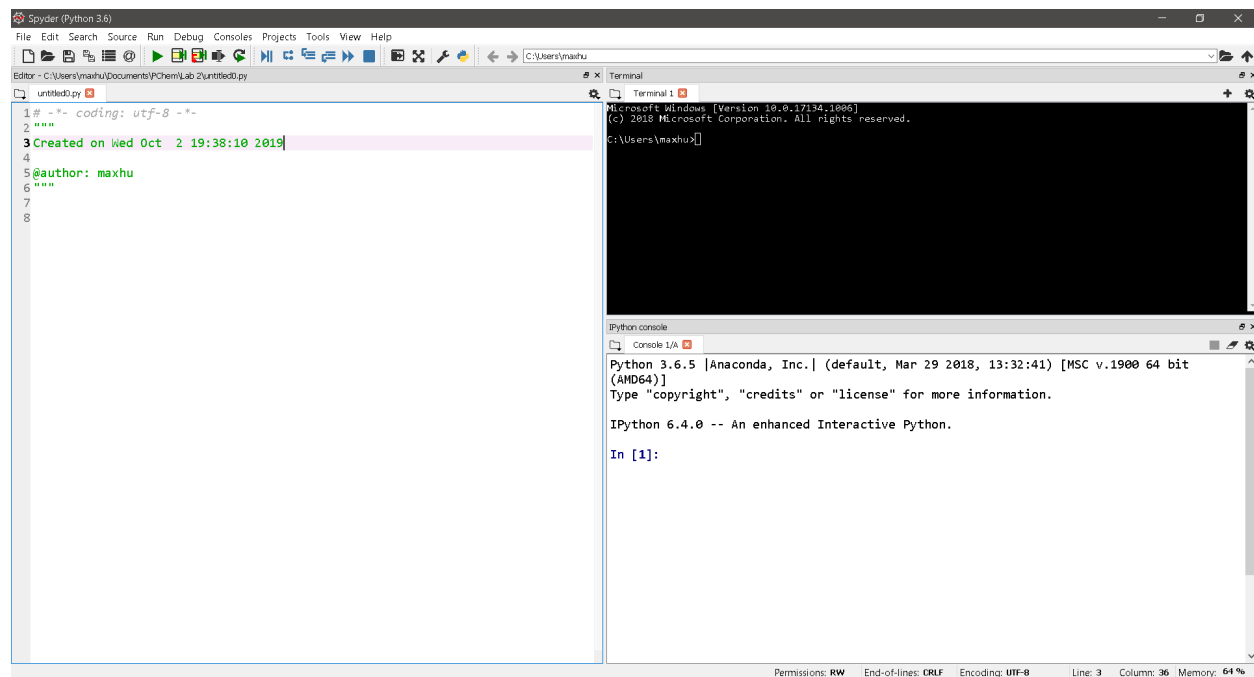 Spyder (Python 3.6)
File Edit Search Source Run Debug Consoles Projects Tools View Help
C:\Users\maxhu
Editor - C:\Users\maxhu\Documents\PChem\Lab 2\untitled0.py
untitled0.py
1 # -*- coding: utf-8 -*-
2 """
3 Created on Wed Oct  2 19:38:10 2019
4
5 @author: maxhu
6 """
7
8
Terminal
Terminal 1
Microsoft Windows [Version 10.0.17134.1006]
(c) 2018 Microsoft Corporation. All rights reserved.
C:\Users\maxhu>
IPython console
Console 1/A
Python 3.6.5 |Anaconda, Inc.| (default, Mar 29 2018, 13:32:41) [MSC v.1900 64 bit
(AMD64)]
Type "copyright", "credits" or "license" for more information.
IPython 6.4.0 -- An enhanced Interactive Python.
In [1]:
Permissions: RW End-of-lines: CRLF Encoding: UTF-8 Line: 3 Column: 36 Memory: 64 %